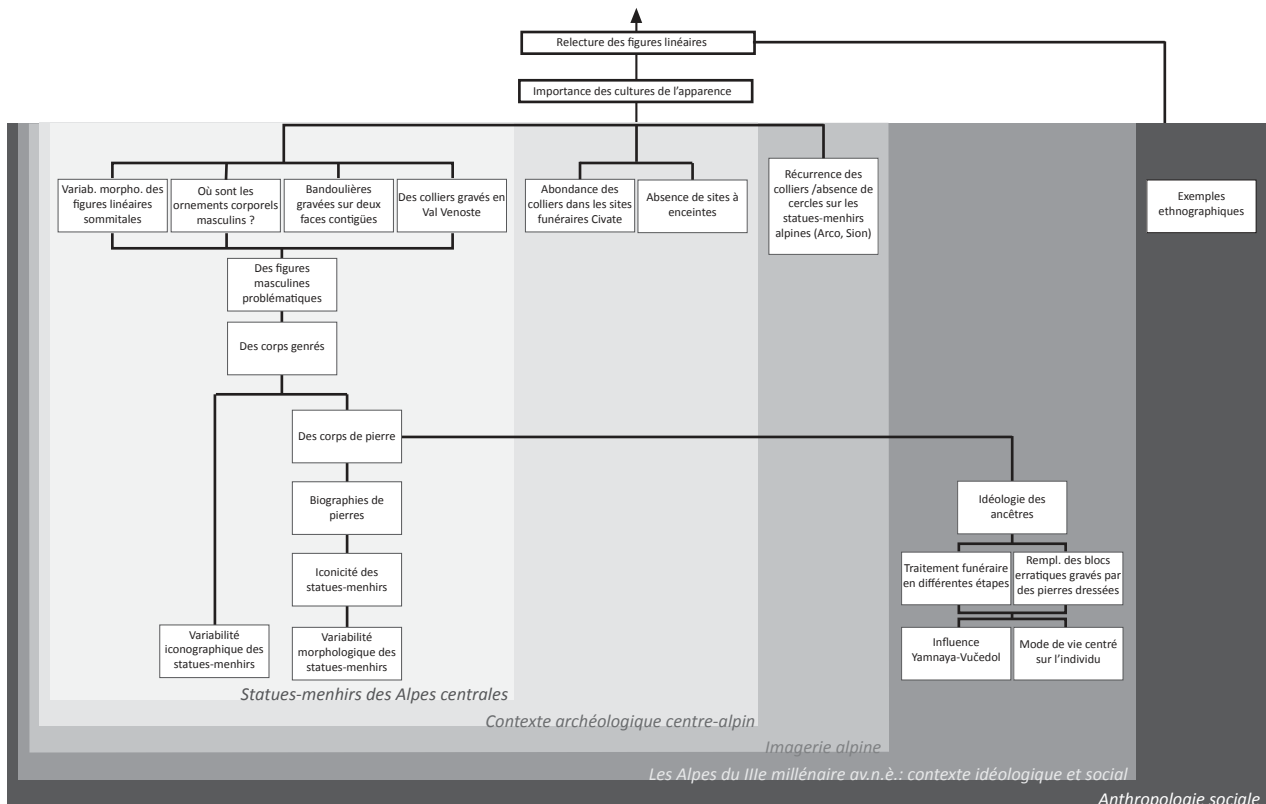 Relecture des figures linéaires
Importance des cultures de l'apparence
Variab. morpho. des
figures linéaires
sommitales
Où sont les
ornements corporels
masculins ?
Bandoulières
gravées sur deux
faces contigües
Des colliers gravés en
Val Venoste
Abondance des
colliers dans les sites
funéraires Civate
Absence de sites à
enceintes
Récurrence des
colliers /absence de
cercles sur les
statues-menhirs
alpines (Arco, Sion)
Exemples
ethnographiques
Des figures
masculines
problématiques
Des corps genrés
Des corps de pierre
Biographies de
pierres
Idéologie des
ancêtres
Iconicité des
statues-menhirs
Traitement funéraire
en différentes étapes
Rempl. des blocs
erratiques gravés par
des pierres dressées
Variabilité
iconographique des
statues-menhirs
Variabilité
morphologique des
statues-menhirs
Influence
Yamnaya-Vučedol
Mode de vie centré
sur l'individu
Statues-menhirs des Alpes centrales
Contexte archéologique centre-alpin
Imagerie alpine
Les Alpes du IIIe millénaire av.n.è.: contexte idéologique et social
Anthropologie sociale